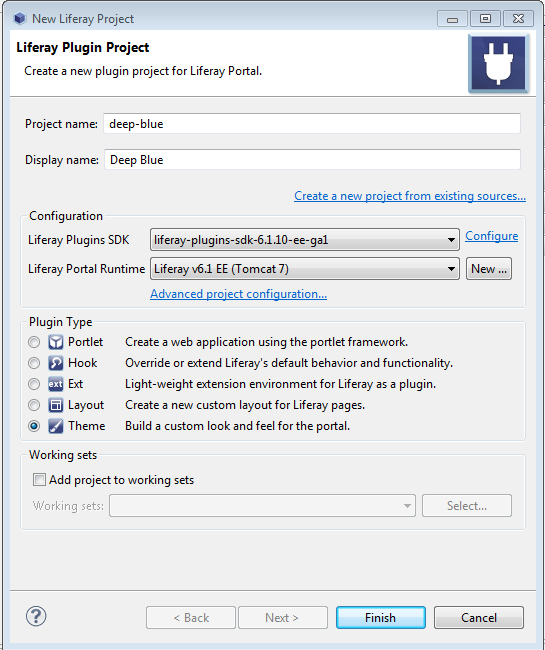 New Liferay Project
Liferay Plugin Project
Create a new plugin project for Liferay Portal.
Project name: deep-blue
Display name: Deep Blue
Create a new project from existing sources...
Configuration
Liferay Plugins SDK liferay-plugins-sdk-6.1.10-ee-ga1 Configure
Liferay Portal Runtime Liferay v6.1 EE (Tomcat 7) New ...
Advanced project configuration...
Plugin Type
Portlet Create a web application using the portlet framework.
Hook Override or extend Liferay's default behavior and functionality.
ext Ext Light-weight extension environment for Liferay as a plugin.
Layout Create a new custom layout for Liferay pages.
Theme Build a custom look and feel for the portal.
Working sets
Add project to working sets
Working sets: Select...
? < Back Next > Finish Cancel